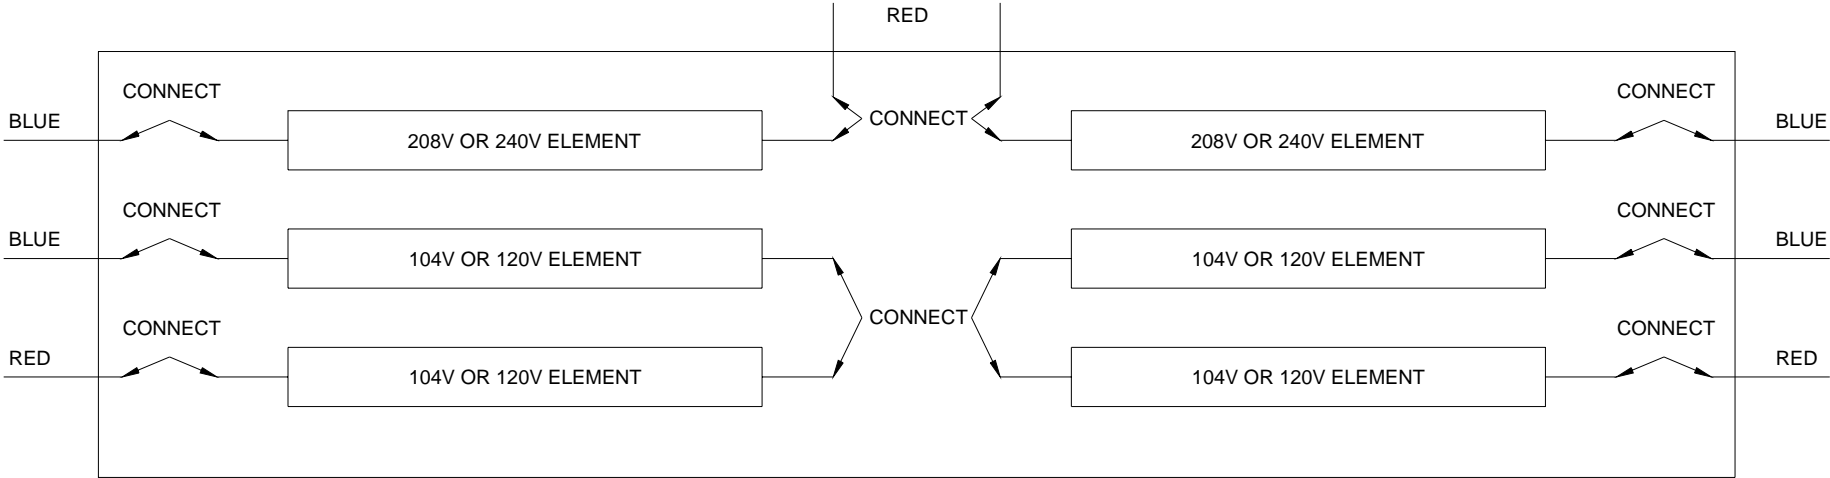 RED
CONNECT
CONNECT
BLUE
208V OR 240V ELEMENT
CONNECT
208V OR 240V ELEMENT
BLUE
CONNECT
CONNECT
BLUE
104V OR 120V ELEMENT
104V OR 120V ELEMENT
BLUE
CONNECT
CONNECT
CONNECT
RED
104V OR 120V ELEMENT
104V OR 120V ELEMENT
RED